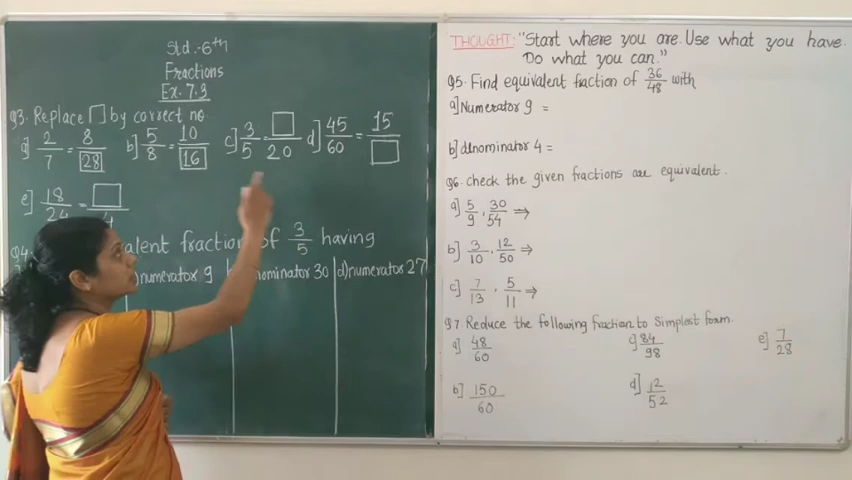 Std.-6th
Fractions
Ex. 7.3
Q3. Replace □ by correct no
a] 2/7 = 8/28 b] 5/8 = 10/16 c] 3/5 = □/20 d] 45/60 = 15/□
e] 18/24 = □/4
Q4. alent fraction of 3/5 having
numerator 9 nominator 30 d) numerator 27
THOUGHT: "Start where you are. Use what you have.
Do what you can."
Q5. Find equivalent fraction of 36/48 with
a] Numerator 9 =
b] denominator 4 =
Q6. check the given fractions are equivalent.
a] 5/9, 30/54 ⇒
b] 3/10, 12/50 ⇒
c] 7/13, 5/11 ⇒
Q7. Reduce the following fraction to Simplest form.
a] 48/60 c] 84/98 e] 7/28
b] 150/60 d] 12/52